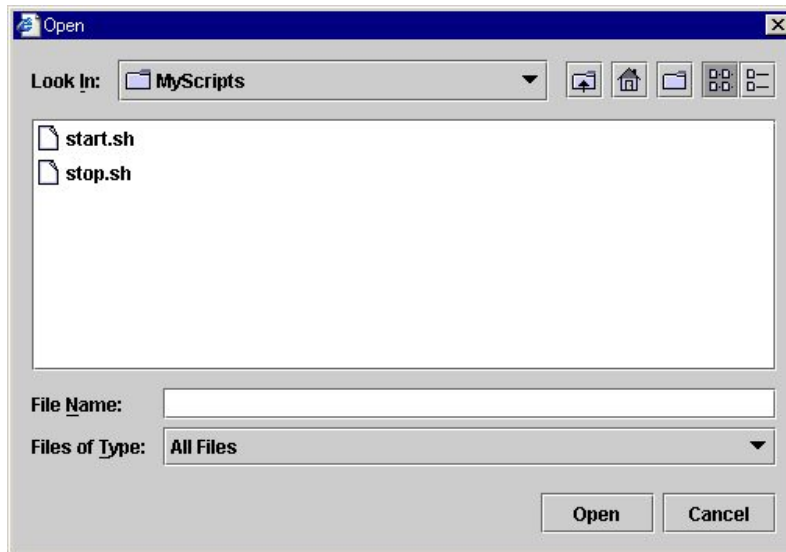 Open
Look In: MyScripts
start.sh
stop.sh
File Name:
Files of Type: All Files
Open Cancel